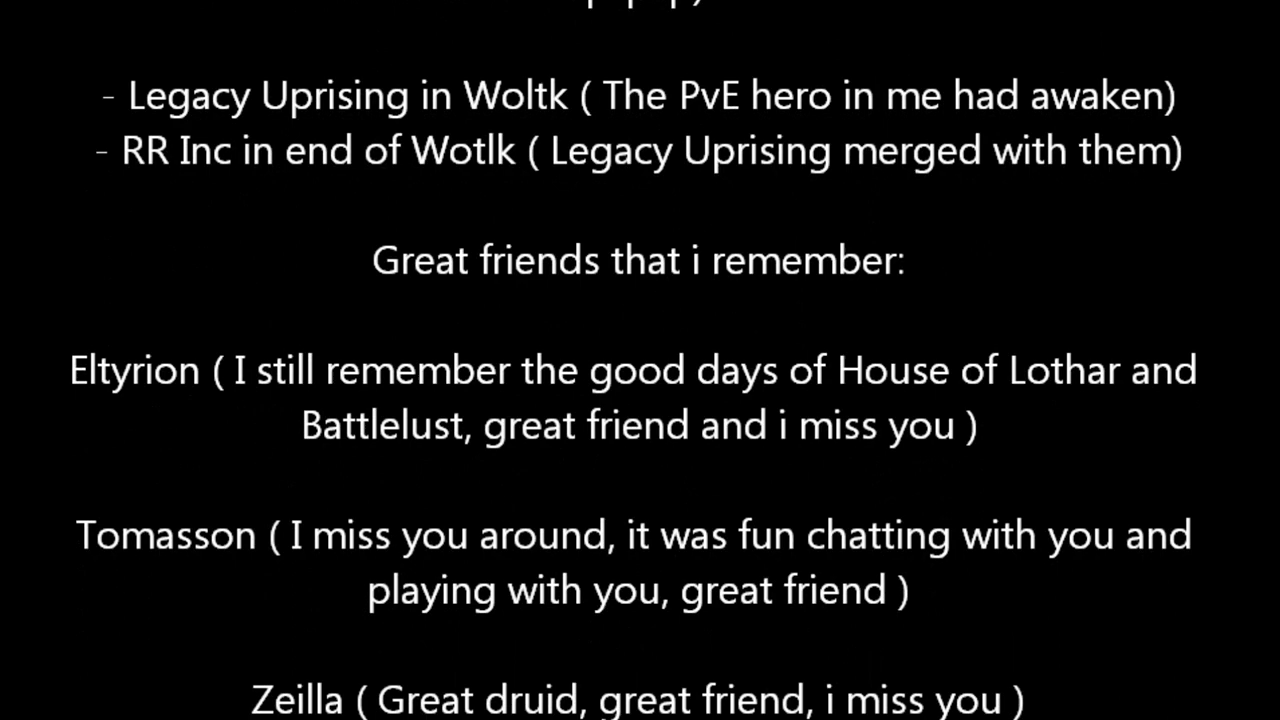 - Legacy Uprising in Woltk ( The PvE hero in me had awaken)
- RR Inc in end of Wotlk ( Legacy Uprising merged with them)
Great friends that i remember:
Eltyrion ( I still remember the good days of House of Lothar and
Battlelust, great friend and i miss you )
Tomasson ( I miss you around, it was fun chatting with you and
playing with you, great friend )
Zeilla ( Great druid, great friend, i miss you )